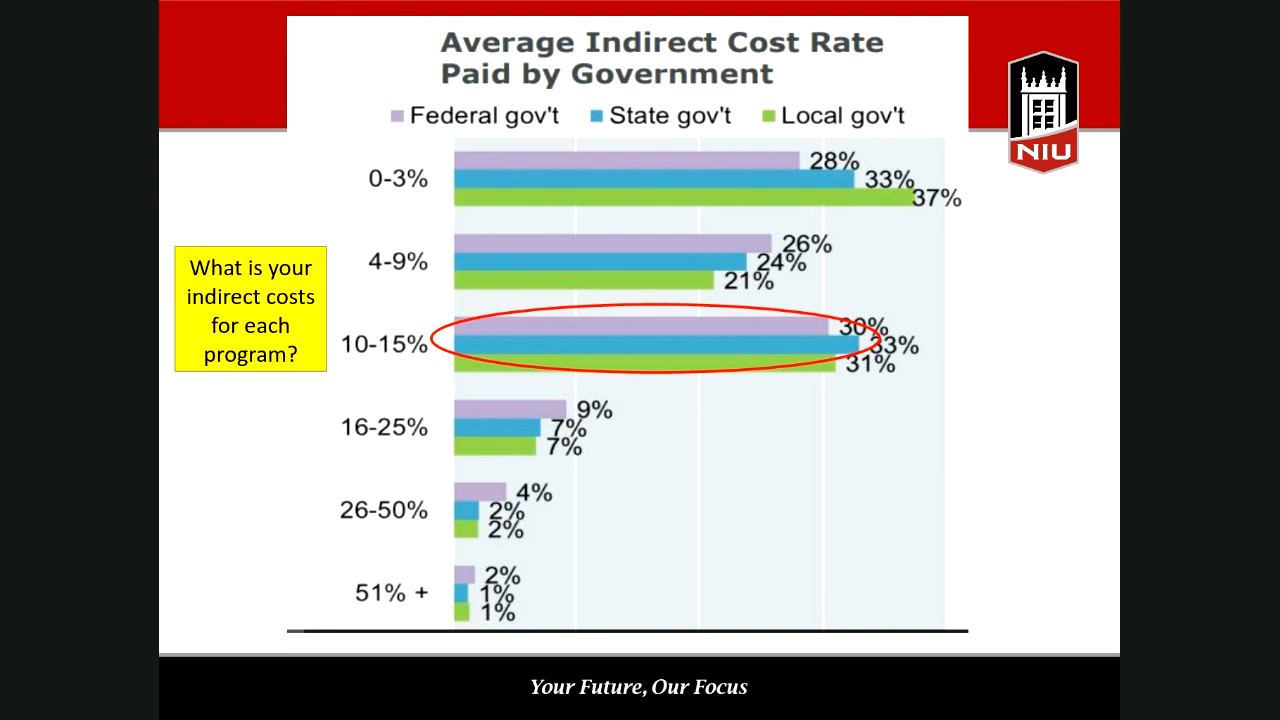 Average Indirect Cost Rate
Paid by Government
Federal gov't State gov't Local gov't
NIU
0-3%
28%
33%
37%
What is your
indirect costs
for each
program?
4-9%
26%
24%
21%
10-15%
30%
33%
31%
16-25%
9%
7%
7%
26-50%
4%
2%
2%
51% +
2%
1%
1%
Your Future, Our Focus